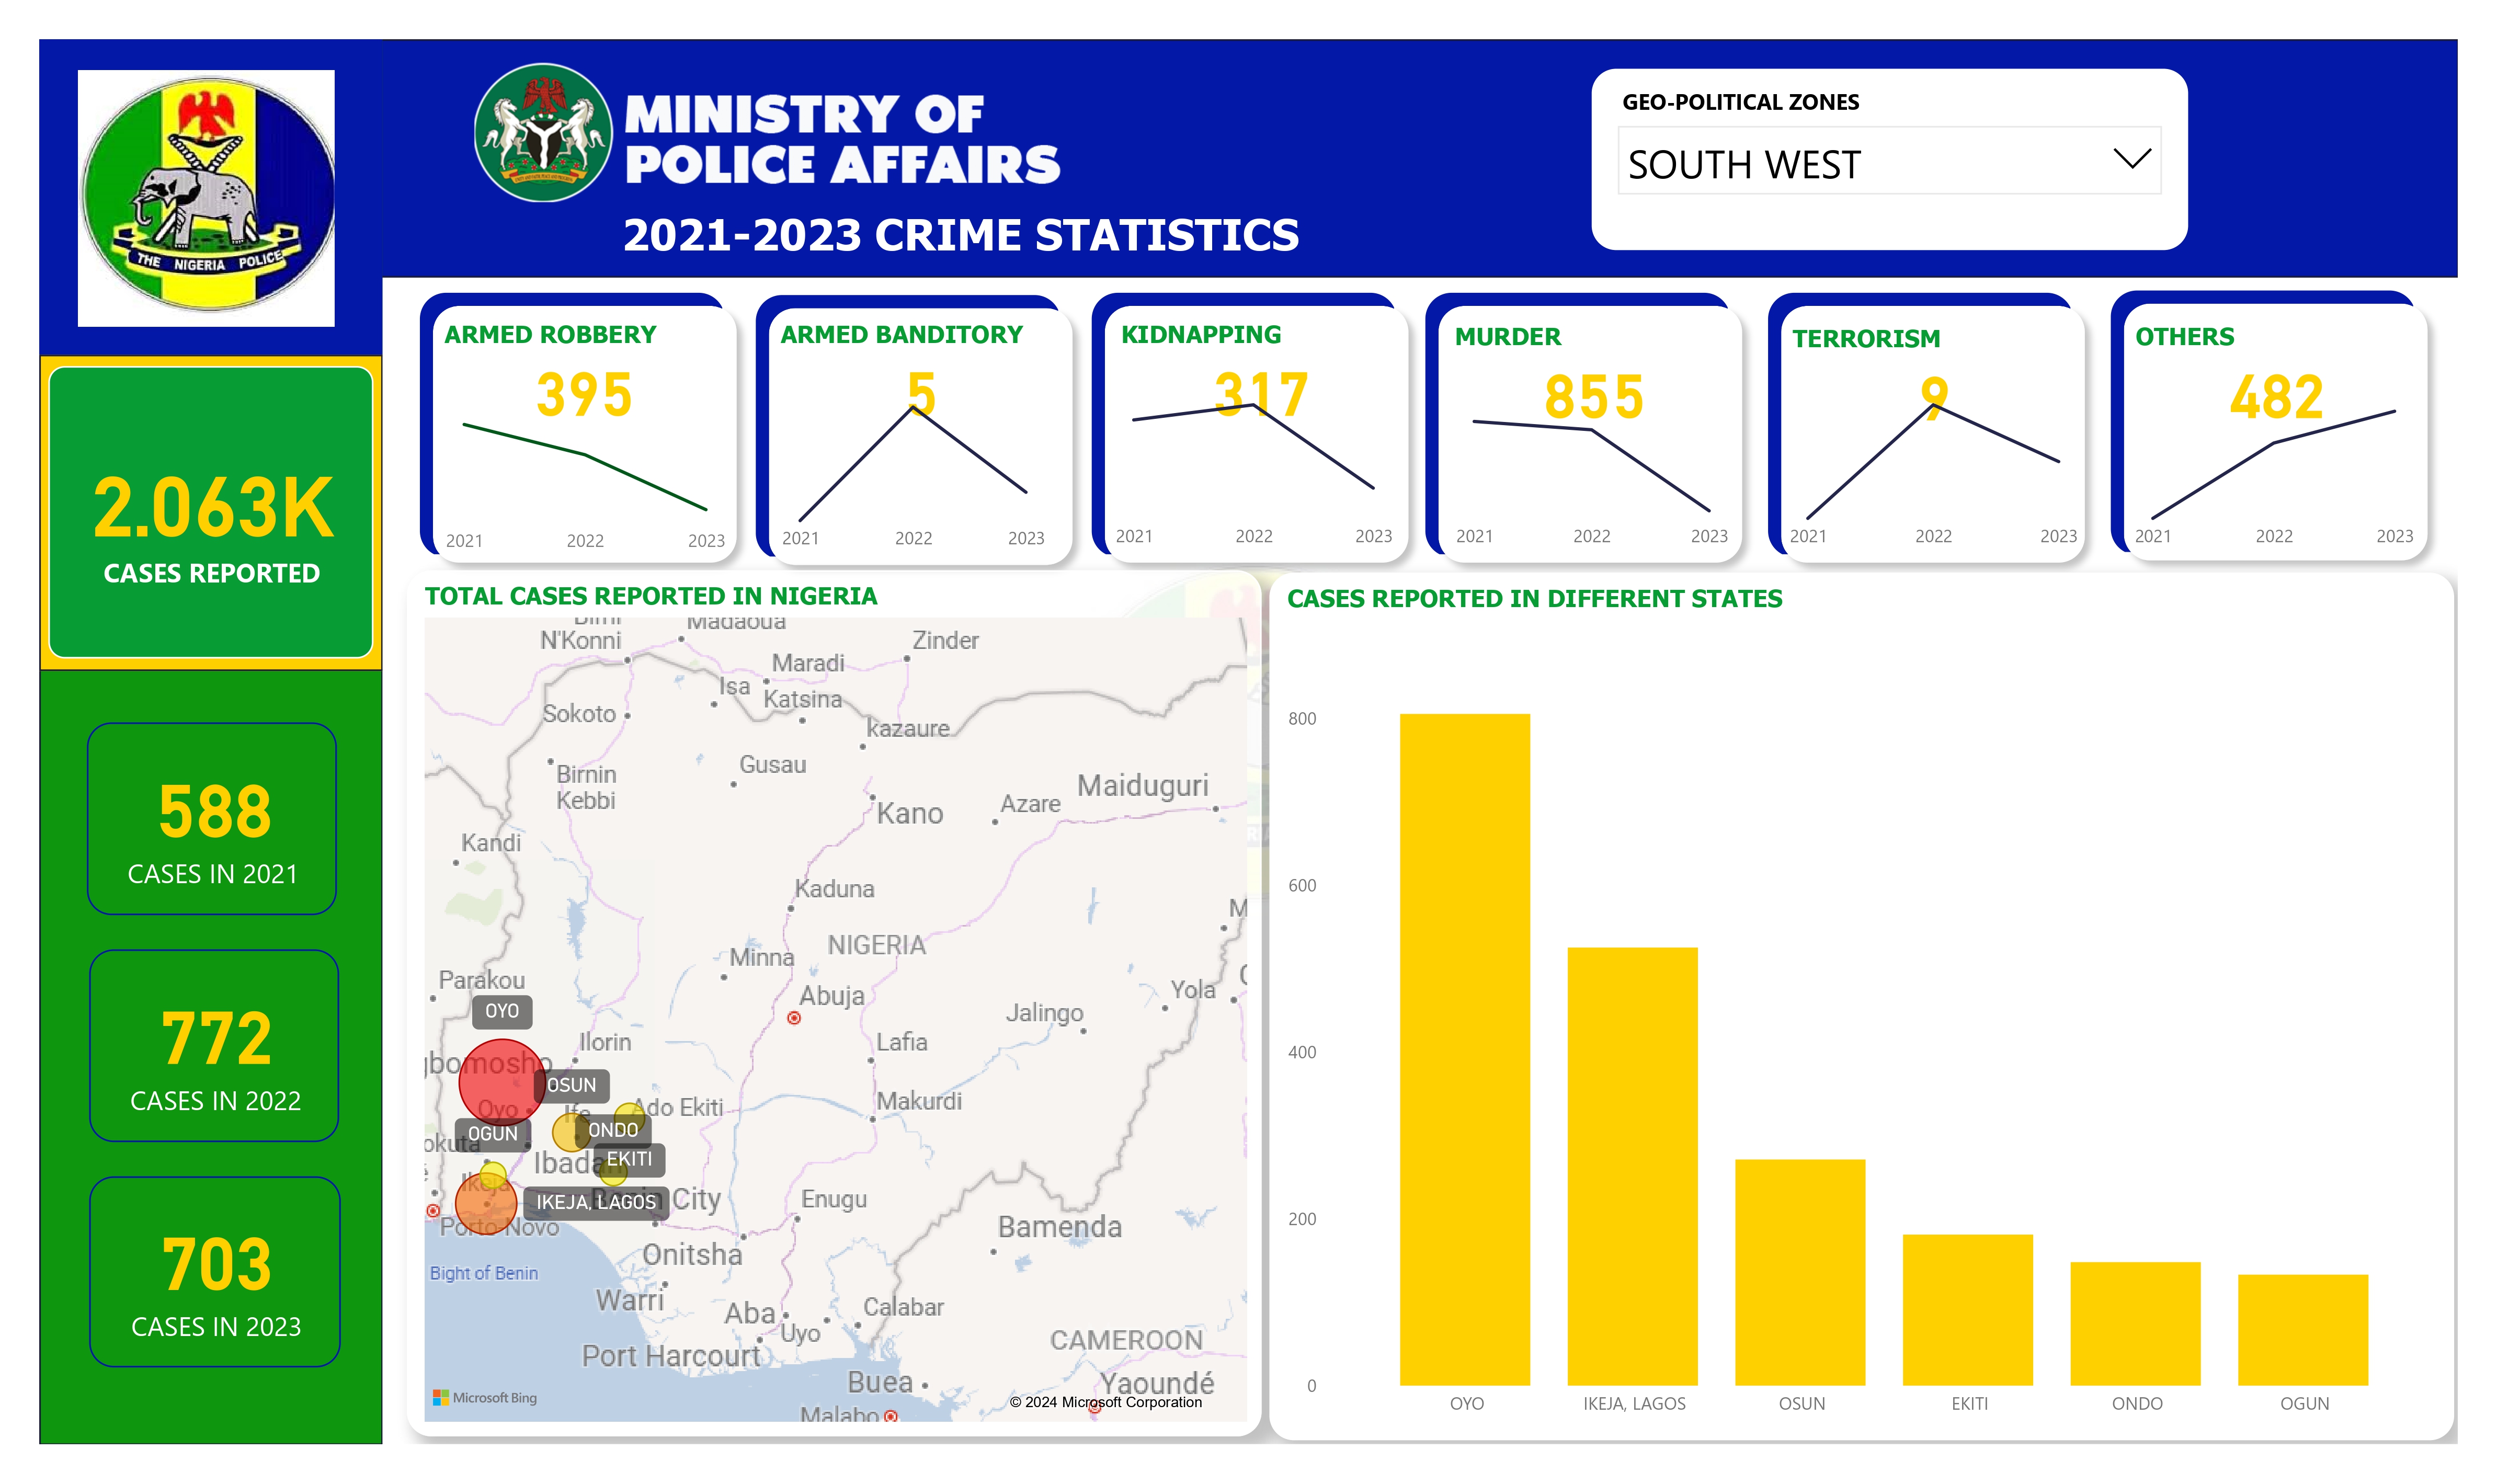 THE NIGERIA POLICE
MINISTRY OF
POLICE AFFAIRS
2021-2023 CRIME STATISTICS
GEO-POLITICAL ZONES
SOUTH WEST
2.063K
CASES REPORTED
588
CASES IN 2021
772
CASES IN 2022
703
CASES IN 2023
ARMED ROBBERY
395
2021 2022 2023
ARMED BANDITORY
5
2021 2022 2023
KIDNAPPING
317
2021 2022 2023
MURDER
855
2021 2022 2023
TERRORISM
9
2021 2022 2023
OTHERS
482
2021 2022 2023
TOTAL CASES REPORTED IN NIGERIA
N'Konni
Madaoua
Zinder
Maradi
Isa
Katsina
Sokoto
kazaure
Gusau
Birnin
Kebbi
Maiduguri
Kano
Azare
Kandi
Kaduna
NIGERIA
Minna
Parakou
Abuja
Yola
Jalingo
OYO
Ilorin
Lafia
gbomosho
OSUN
Oyo
Ife
Ado Ekiti
Makurdi
OGUN
ONDO
okuta
Ibadan
EKITI
Ikeja
IKEJA, LAGOS
Benin City
Enugu
Porto-Novo
Bamenda
Onitsha
Bight of Benin
Warri
Aba
Calabar
Uyo
CAMEROON
Port Harcourt
Buea
Yaoundé
Microsoft Bing
© 2024 Microsoft Corporation
Malabo
CASES REPORTED IN DIFFERENT STATES
800
600
400
200
0
OYO IKEJA, LAGOS OSUN EKITI ONDO OGUN